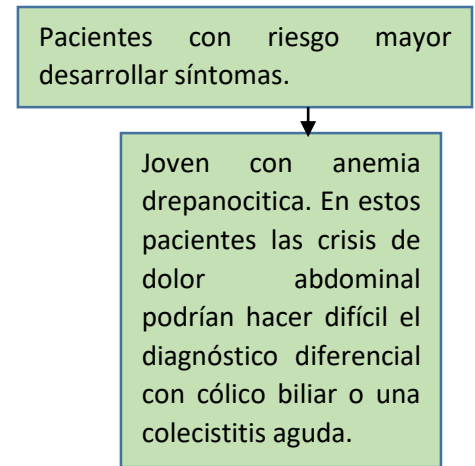 Pacientes con riesgo mayor
desarrollar síntomas.
Joven con anemia
drepanocitica. En estos
pacientes las crisis de
dolor abdominal
podrían hacer difícil el
diagnóstico diferencial
con cólico biliar o una
colecistitis aguda.